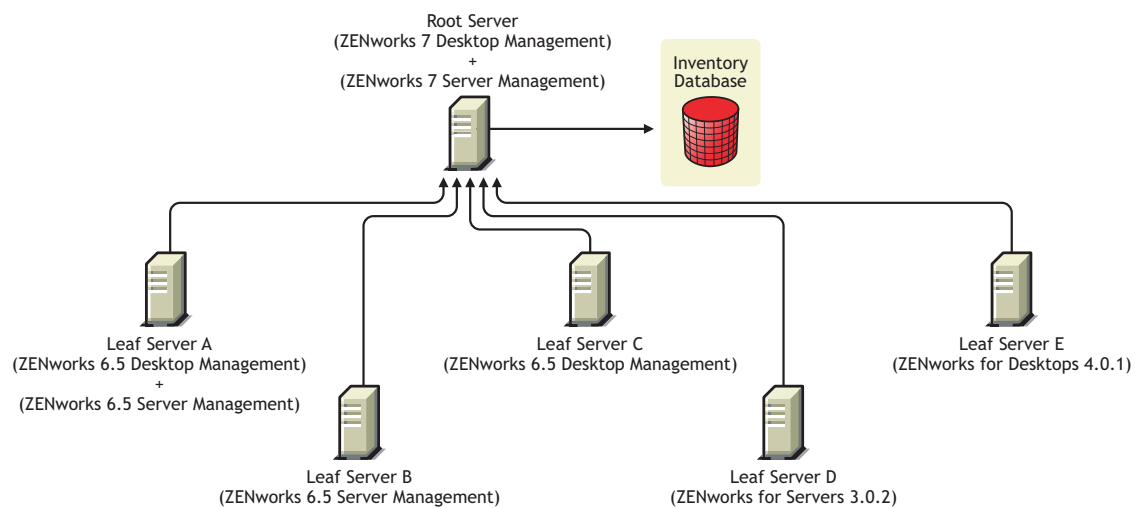 Root Server
(ZENworks 7 Desktop Management)
+
(ZENworks 7 Server Management)
Inventory
Database
Leaf Server A
(ZENworks 6.5 Desktop Management)
+
(ZENworks 6.5 Server Management)
Leaf Server B
(ZENworks 6.5 Server Management)
Leaf Server C
(ZENworks 6.5 Desktop Management)
Leaf Server D
(ZENworks for Servers 3.0.2)
Leaf Server E
(ZENworks for Desktops 4.0.1)